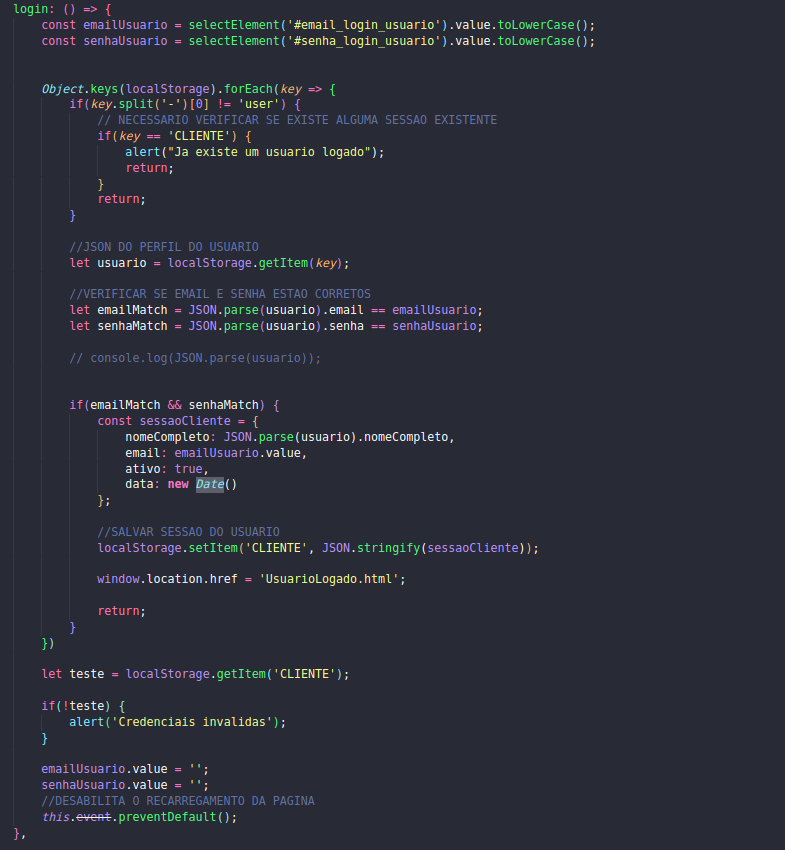 login: () => {
const emailUsuario = selectElement('#email_login_usuario').value.toLowerCase();
const senhaUsuario = selectElement('#senha_login_usuario').value.toLowerCase();
Object.keys(localStorage).forEach(key => {
if(key.split('-')[0] != 'user') {
// NECESSARIO VERIFICAR SE EXISTE ALGUMA SESSAO EXISTENTE
if(key == 'CLIENTE') {
alert("Ja existe um usuario logado");
return;
}
return;
}
//JSON DO PERFIL DO USUARIO
let usuario = localStorage.getItem(key);
//VERIFICAR SE EMAIL E SENHA ESTAO CORRETOS
let emailMatch = JSON.parse(usuario).email == emailUsuario;
let senhaMatch = JSON.parse(usuario).senha == senhaUsuario;
// console.log(JSON.parse(usuario));
if(emailMatch && senhaMatch) {
const sessaoCliente = {
nomeCompleto: JSON.parse(usuario).nomeCompleto,
email: emailUsuario.value,
ativo: true,
data: new Date()
};
//SALVAR SESSAO DO USUARIO
localStorage.setItem('CLIENTE', JSON.stringify(sessaoCliente));
window.location.href = 'UsuarioLogado.html';
return;
}
})
let teste = localStorage.getItem('CLIENTE');
if(!teste) {
alert('Credenciais invalidas');
}
emailUsuario.value = '';
senhaUsuario.value = '';
//DESABILITA O RECARREGAMENTO DA PAGINA
this.event.preventDefault();
},